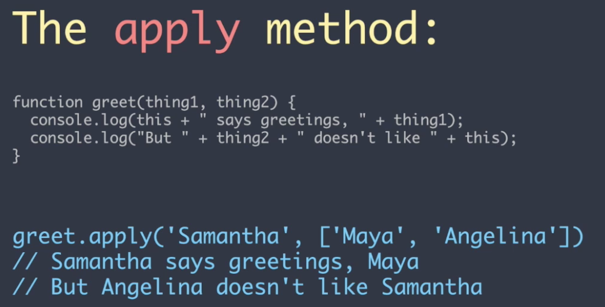 The apply method:
function greet(thing1, thing2) {
  console.log(this + " says greetings, " + thing1);
  console.log("But " + thing2 + " doesn't like " + this);
}
greet.apply('Samantha', ['Maya', 'Angelina'])
// Samantha says greetings, Maya
// But Angelina doesn't like Samantha